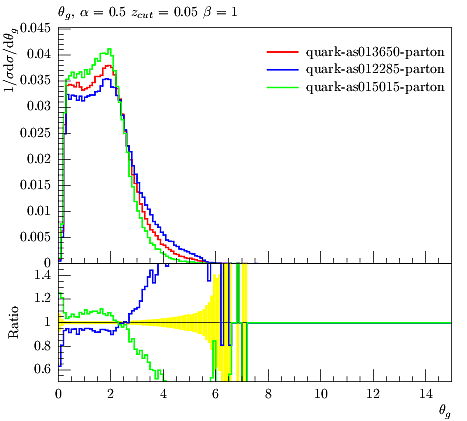 θg, α = 0.5 zcut = 0.05 β = 1
1/σdσ/dθg
0.045
0.04
0.035
0.03
0.025
0.02
0.015
0.01
0.005
0
quark-as013650-parton
quark-as012285-parton
quark-as015015-parton
Ratio
1.4
1.2
1
0.8
0.6
0 2 4 6 8 10 12 14
θg